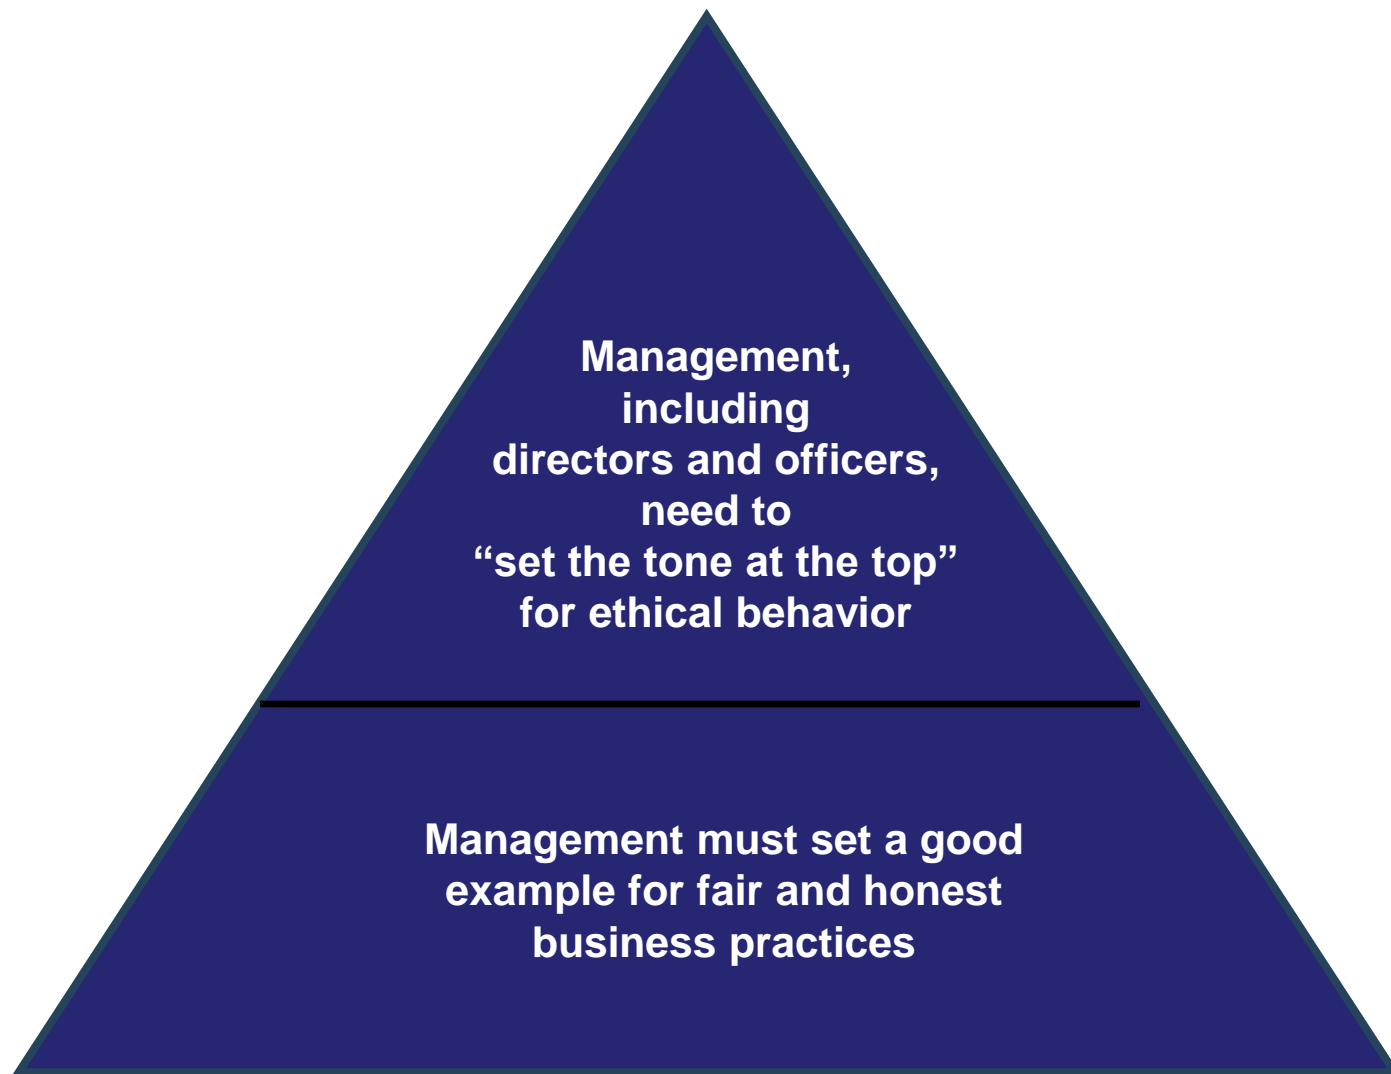 Management,
including
directors and officers,
need to
“set the tone at the top”
for ethical behavior
Management must set a good
example for fair and honest
business practices